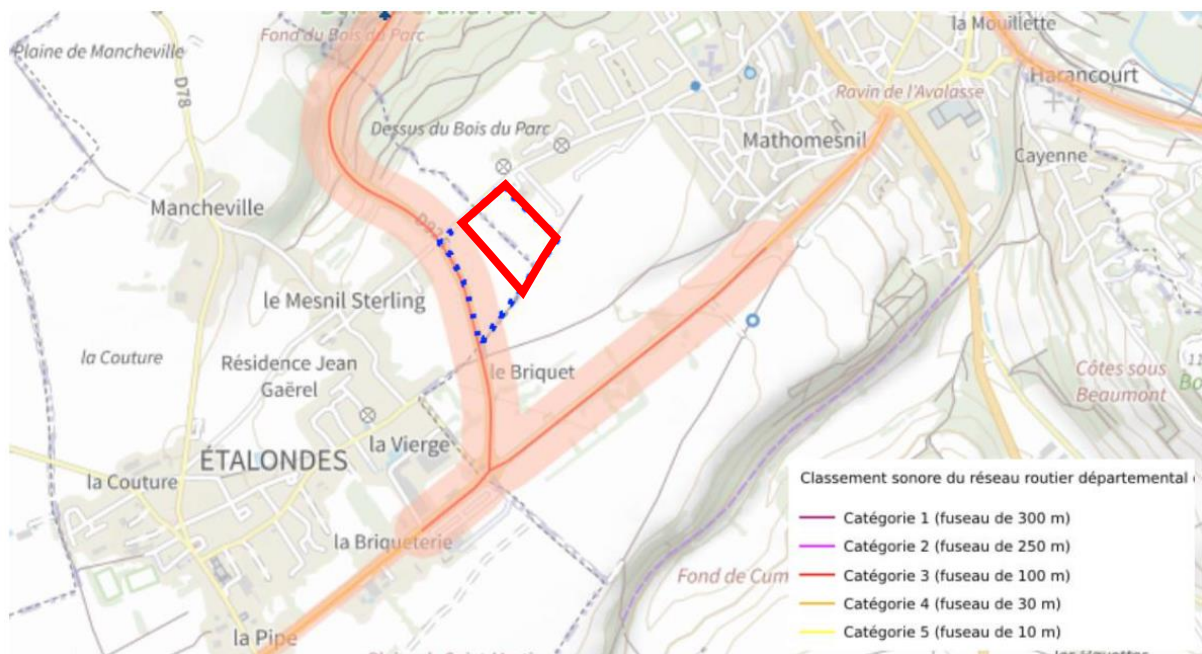 Fond du Bois du Parc
la Mouillette
Plaine de Mancheville
D78
Harancourt
Ravin de l'Avalasse
Dessus du Bois du Parc
Mathomesnil
Cayenne
Mancheville
le Mesnil Sterling
la Couture
Résidence Jean
Gaërel
le Briquet
Côtes sous
Beaumont
la Vierge
ÉTALONDES
la Couture
la Briqueterie
la Pipe
Fond de Cum
Classement sonore du réseau routier départemental
Catégorie 1 (fuseau de 300 m)
Catégorie 2 (fuseau de 250 m)
Catégorie 3 (fuseau de 100 m)
Catégorie 4 (fuseau de 30 m)
Catégorie 5 (fuseau de 10 m)